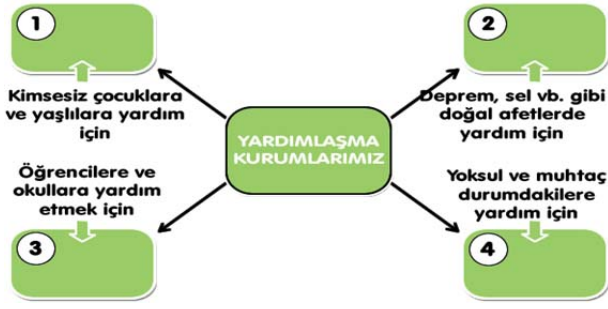 1
2
Kimsesiz çocuklara
ve yaşlılara yardım
için
Deprem, sel vb. gibi
doğal afetlerde
yardım için
YARDIMLAŞMA
KURUMLARIMIZ
Öğrencilere ve
okullara yardım
etmek için
Yoksul ve muhtaç
durumdakilere
yardım için
3
4